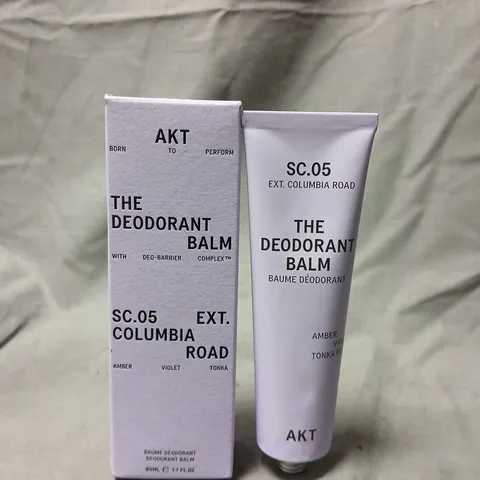 AKT
BORN TO PERFORM
THE
DEODORANT
BALM
WITH DEO-BARRIER COMPLEX™
SC.05 EXT.
COLUMBIA
ROAD
AMBER VIOLET TONKA
BAUME DÉODORANT
DEODORANT BALM
50ML ℮ 1.7 FL.OZ
SC.05
EXT. COLUMBIA ROAD
THE
DEODORANT
BALM
BAUME DÉODORANT
AMBER
TONKA
AKT